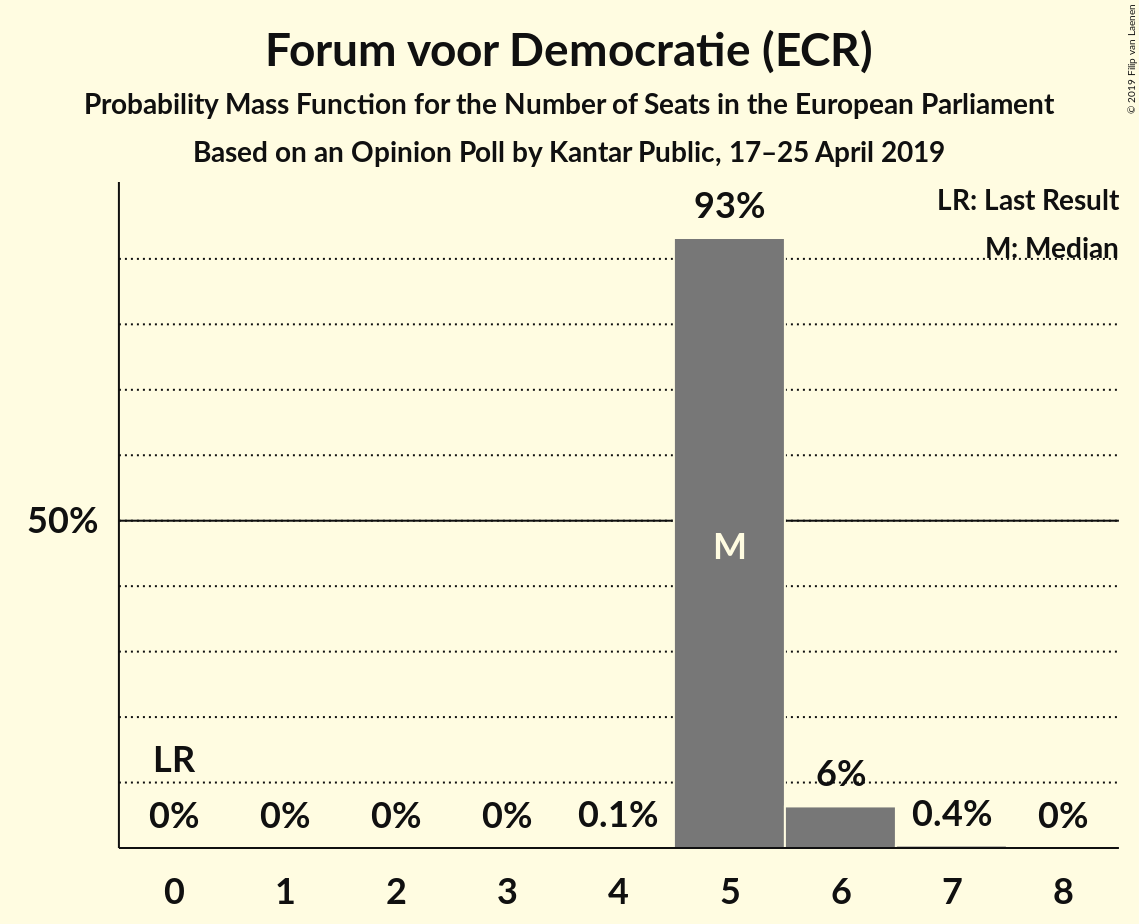 Forum voor Democratie (ECR)
Probability Mass Function for the Number of Seats in the European Parliament
Based on an Opinion Poll by Kantar Public, 17–25 April 2019
© 2019 Filip van Laenen
LR: Last Result
M: Median
93%
50%
M
LR
6%
0% 0% 0% 0% 0.1% 0.4% 0%
0 1 2 3 4 5 6 7 8